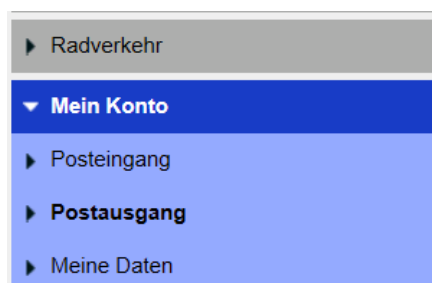 Radverkehr
Mein Konto
Posteingang
Postausgang
Meine Daten